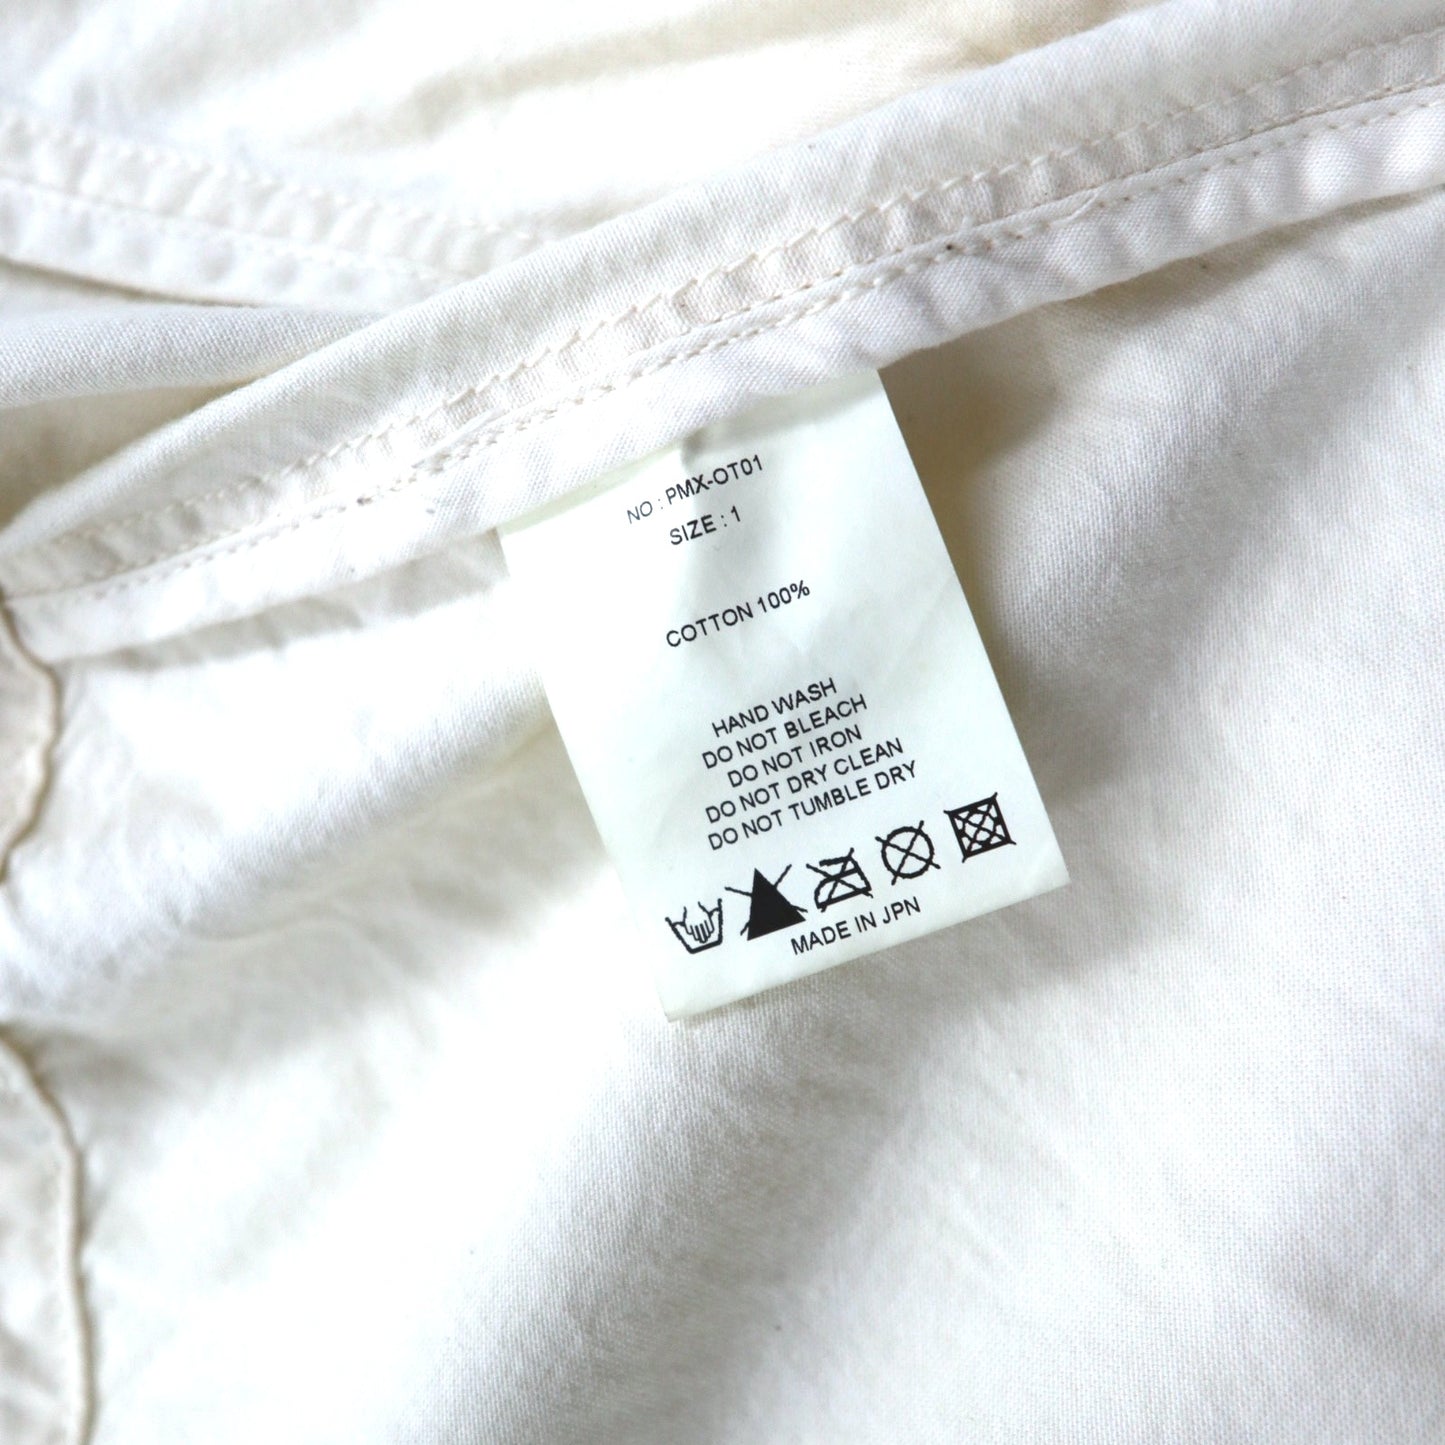 NO : PMX-OT01
SIZE : 1
COTTON 100%
HAND WASH
DO NOT BLEACH
DO NOT IRON
DO NOT DRY CLEAN
DO NOT TUMBLE DRY
MADE IN JPN